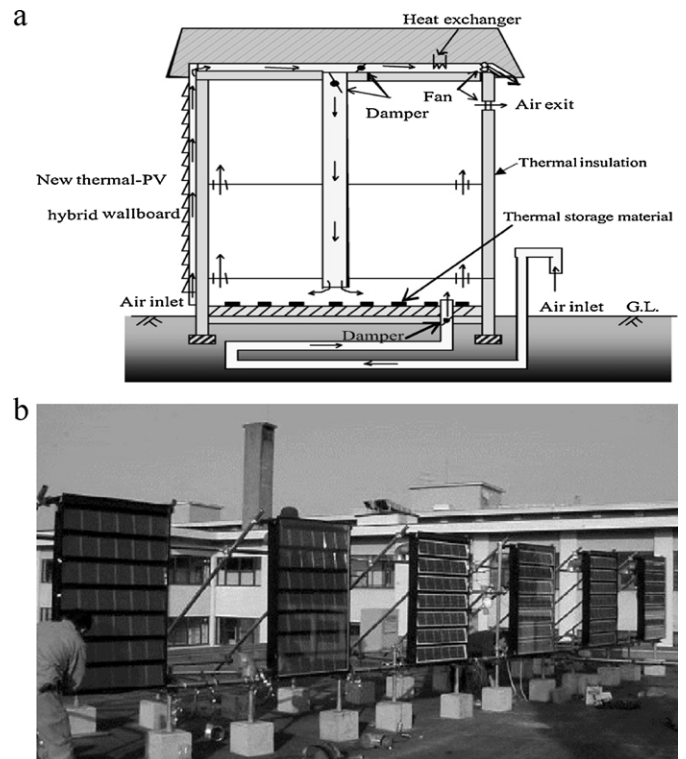 a
Heat exchanger
Damper
Fan
Air exit
New thermal-PV
hybrid wallboard
Thermal insulation
Thermal storage material
Air inlet
Air inlet
G.L.
Damper
b